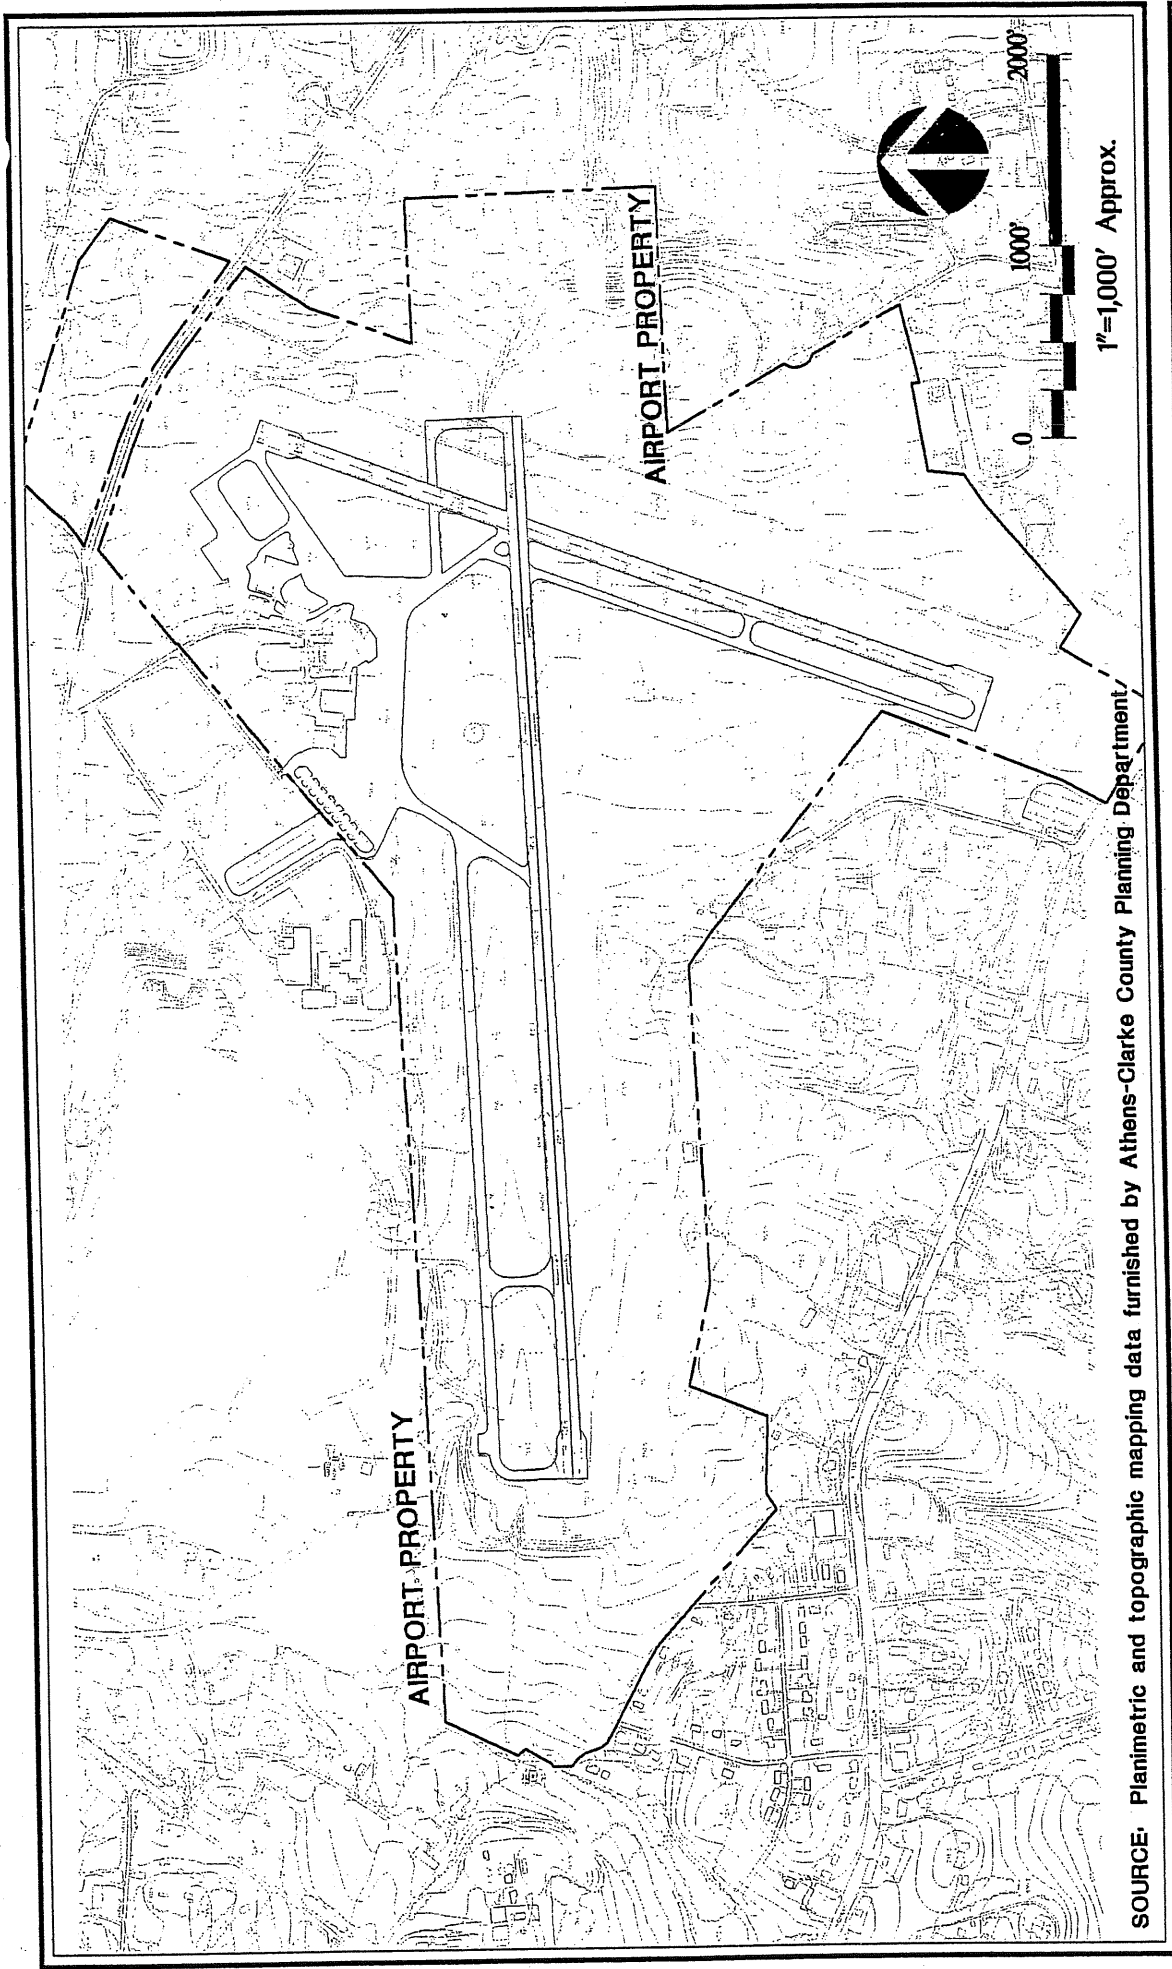 AIRPORT PROPERTY
AIRPORT PROPERTY
0
1000'
2000'
1"=1,000' Approx.
SOURCE: Planimetric and topographic mapping data furnished by Athens-Clarke County Planning Department